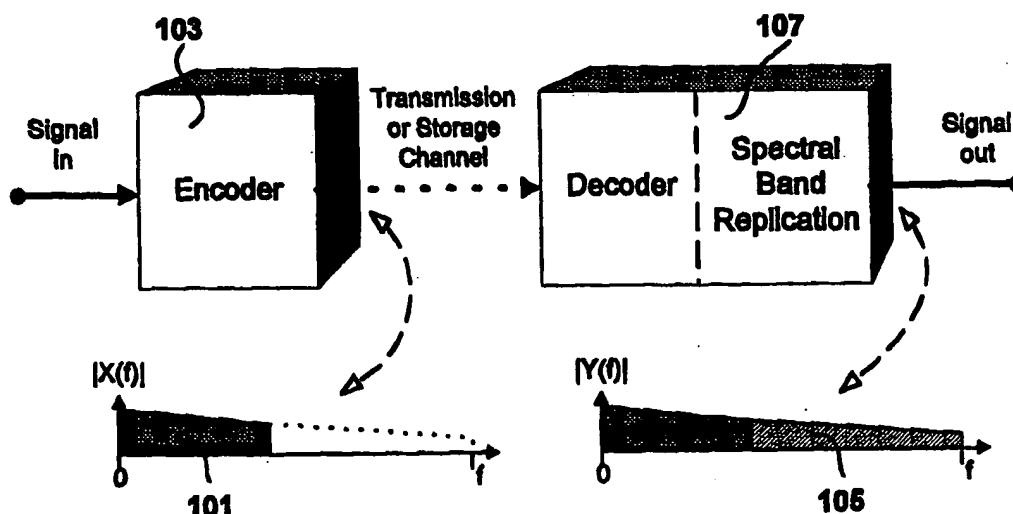 103
107
Signal
in
Encoder
Transmission
or Storage
Channel
Decoder
Spectral
Band
Replication
Signal
out
|X(f)|
0
f
101
|Y(f)|
0
f
105